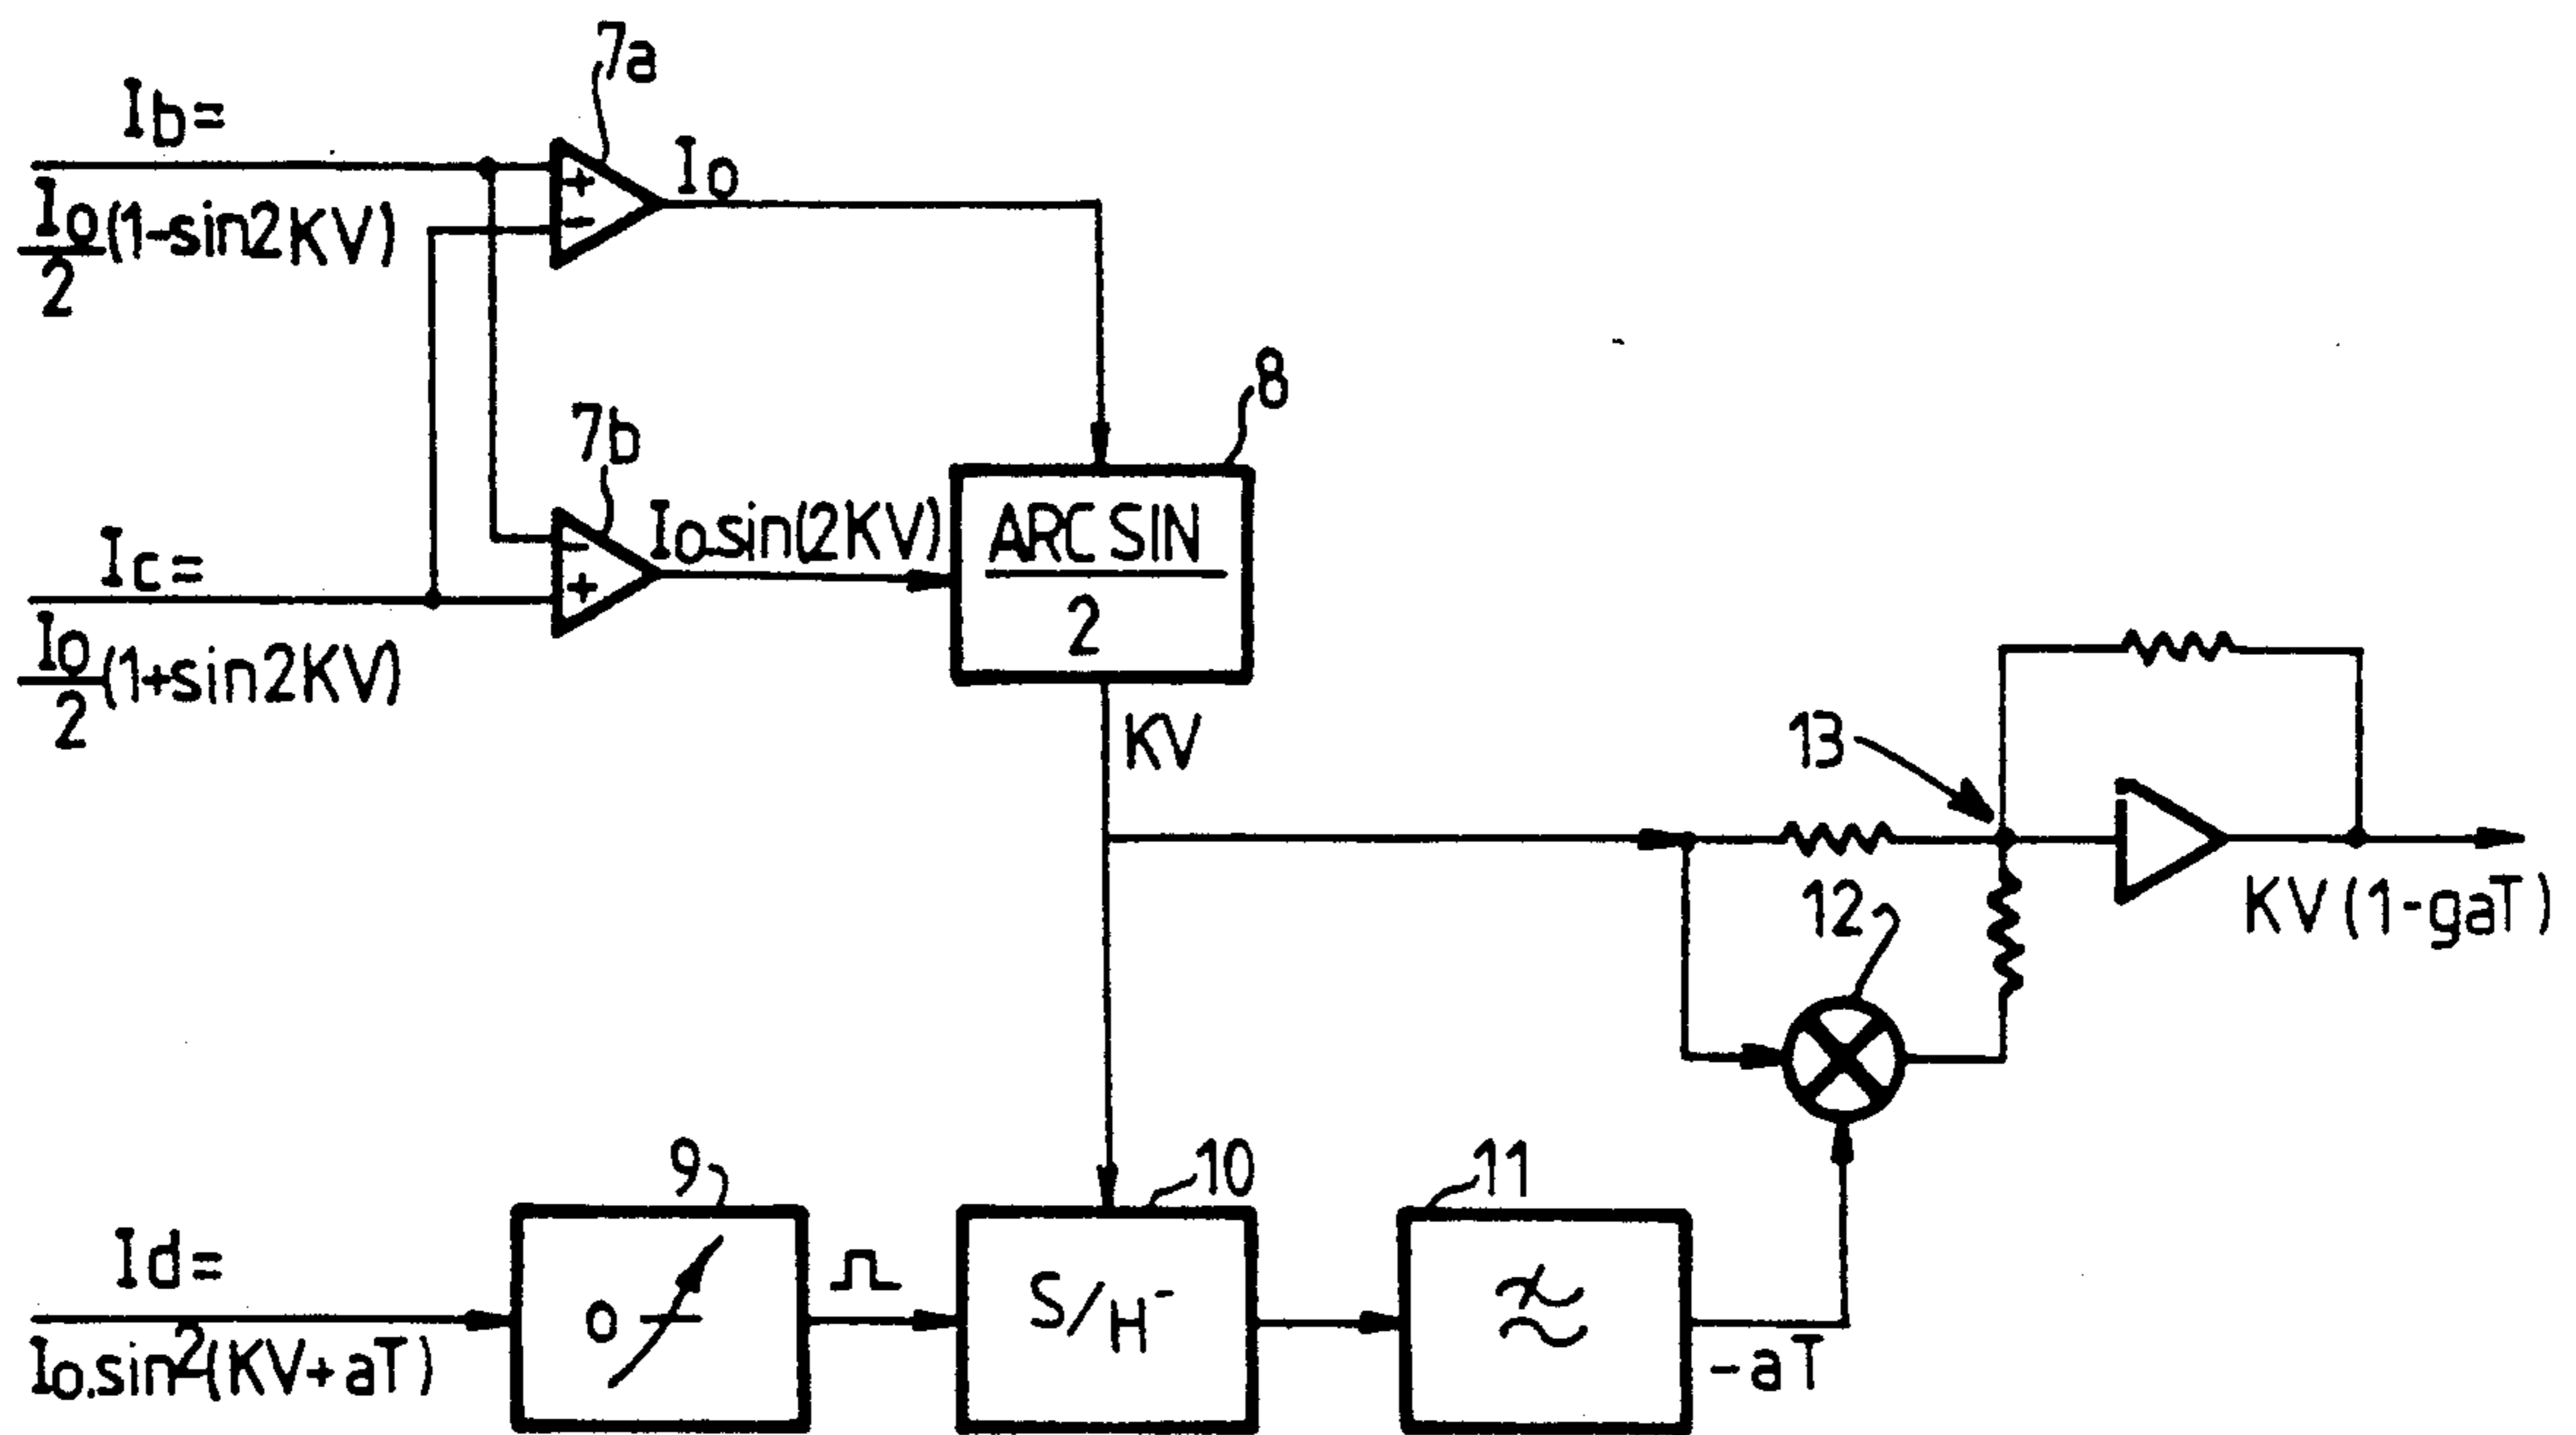 7a
Ib=
Io/2 (1-sin2KV)
+
-
Io
8
7b
Io.sin(2KV)
ARC SIN
2
Ic=
Io/2 (1+sin2KV)
-
+
KV
13
12
KV(1-gaT)
9
10
11
Id=
Io.sin²(KV+aT)
0
S/H-
-aT